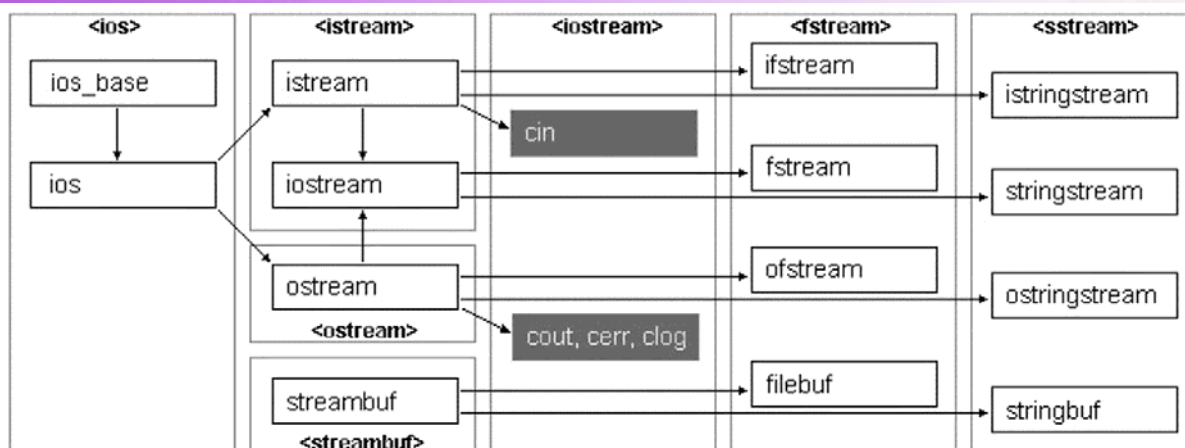 <ios>
<istream>
<iostream>
<fstream>
<sstream>
ios_base
istream
ifstream
istringstream
cin
ios
iostream
fstream
stringstream
ostream
ofstream
ostringstream
<ostream>
cout, cerr, clog
streambuf
filebuf
stringbuf
<streambuf>